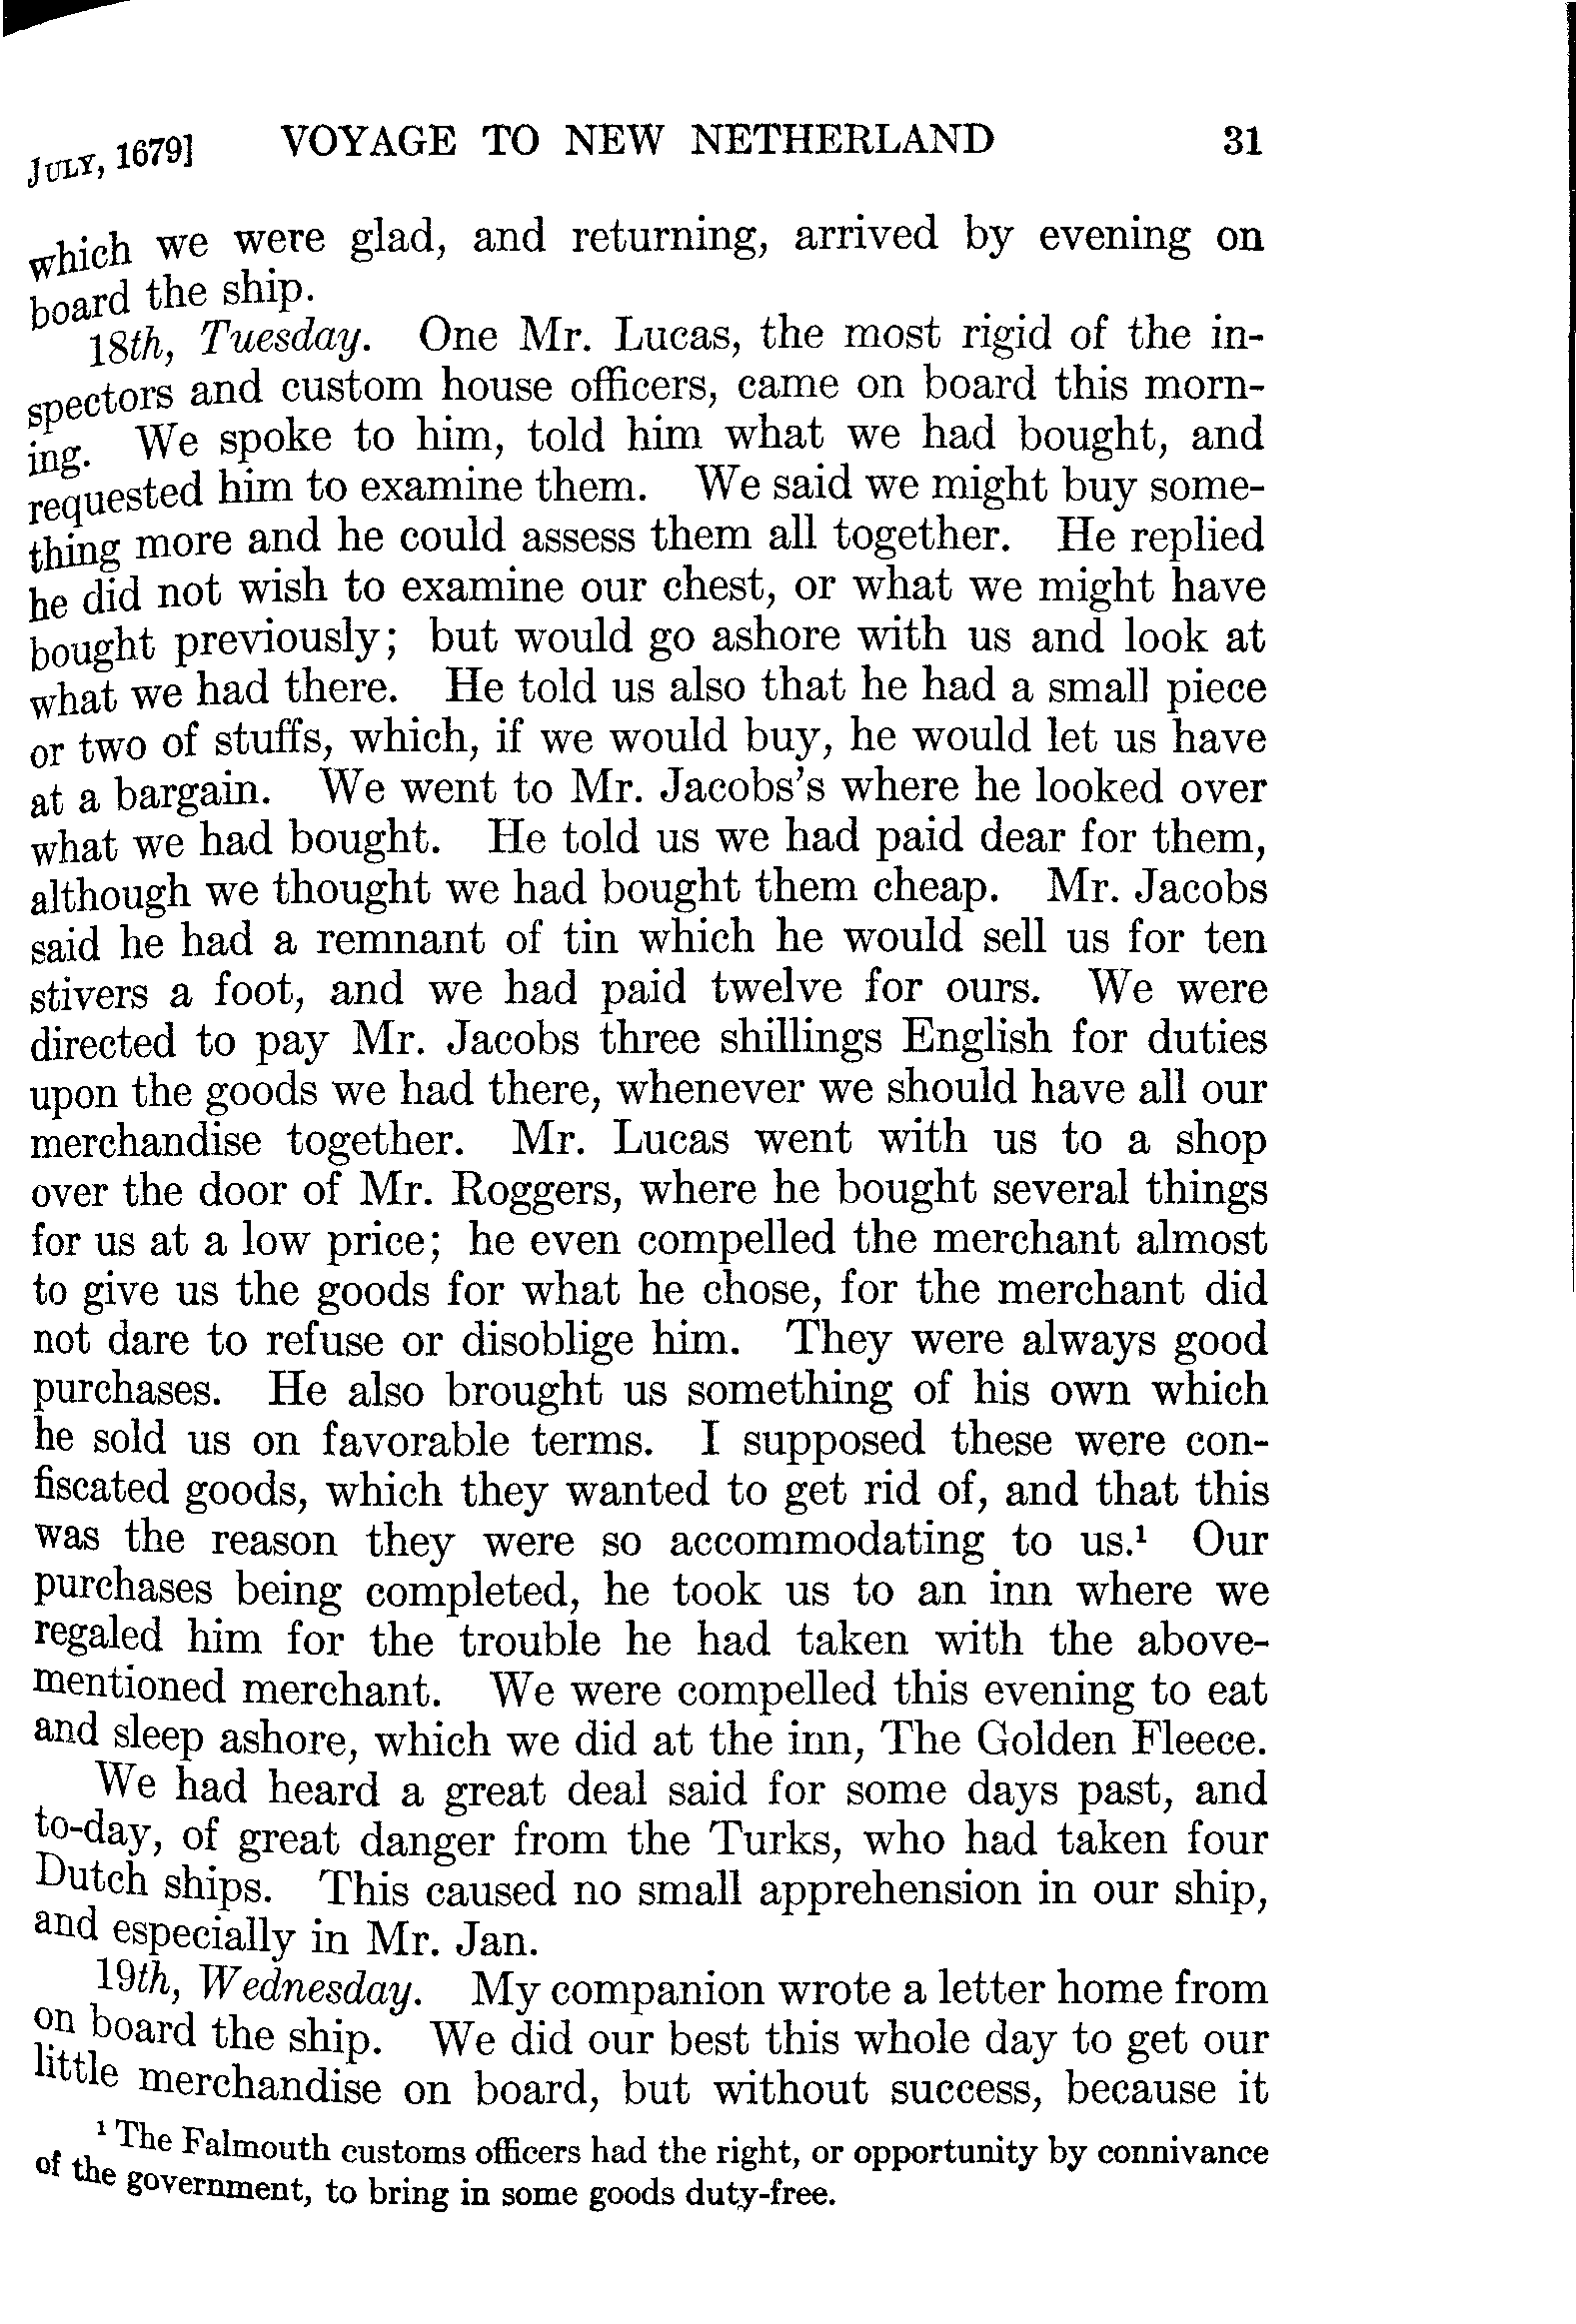 JULY, 1679] VOYAGE TO NEW NETHERLAND 31
which we were glad, and returning, arrived by evening on
board the ship.
18th, Tuesday. One Mr. Lucas, the most rigid of the in-
spectors and custom house officers, came on board this morn-
ing. We spoke to him, told him what we had bought, and
requested him to examine them. We said we might buy some-
thing more and he could assess them all together. He replied
he did not wish to examine our chest, or what we might have
bought previously; but would go ashore with us and look at
what we had there. He told us also that he had a small piece
or two of stuffs, which, if we would buy, he would let us have
at a bargain. We went to Mr. Jacobs's where he looked over
what we had bought. He told us we had paid dear for them,
although we thought we had bought them cheap. Mr. Jacobs
said he had a remnant of tin which he would sell us for ten
stivers a foot, and we had paid twelve for ours. We were
directed to pay Mr. Jacobs three shillings English for duties
upon the goods we had there, whenever we should have all our
merchandise together. Mr. Lucas went with us to a shop
over the door of Mr. Roggers, where he bought several things
for us at a low price; he even compelled the merchant almost
to give us the goods for what he chose, for the merchant did
not dare to refuse or disoblige him. They were always good
purchases. He also brought us something of his own which
he sold us on favorable terms. I supposed these were con-
fiscated goods, which they wanted to get rid of, and that this
was the reason they were so accommodating to us.¹ Our
purchases being completed, he took us to an inn where we
regaled him for the trouble he had taken with the above-
mentioned merchant. We were compelled this evening to eat
and sleep ashore, which we did at the inn, The Golden Fleece.
We had heard a great deal said for some days past, and
to-day, of great danger from the Turks, who had taken four
Dutch ships. This caused no small apprehension in our ship,
and especially in Mr. Jan.
19th, Wednesday. My companion wrote a letter home from
on board the ship. We did our best this whole day to get our
little merchandise on board, but without success, because it
¹ The Falmouth customs officers had the right, or opportunity by connivance
of the government, to bring in some goods duty-free.